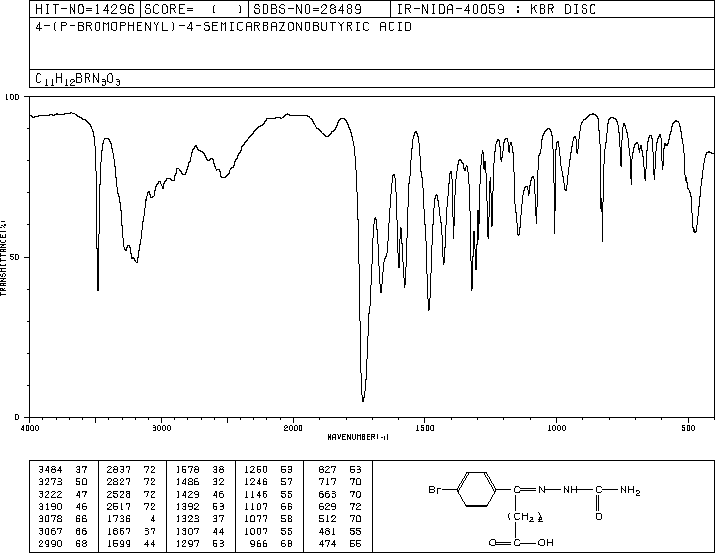 HIT-NO=14296 SCORE= ( ) SDBS-NO=28489 IR-NIDA-40059 : KBR DISC
4-(P-BROMOPHENYL)-4-SEMICARBAZONOBUTYRIC ACID
C11H12BRN3O3
100
TRANSMITTANCE(%)
50
0
4000 3000 2000 1500 1000 500
WAVENUMBER(-1)
3484 37 2837 72 1578 38 1260 53 827 53
3273 50 2827 72 1486 32 1246 57 717 70
3222 47 2528 72 1429 46 1146 55 663 70
3190 46 2517 72 1392 53 1107 66 629 72
3078 66 1736 4 1323 37 1077 58 512 70
3067 66 1667 37 1307 44 1007 55 481 55
2990 68 1599 44 1297 53 966 68 474 55
Br C=N-NH-C-NH2
O
(CH2)2
O=C-OH